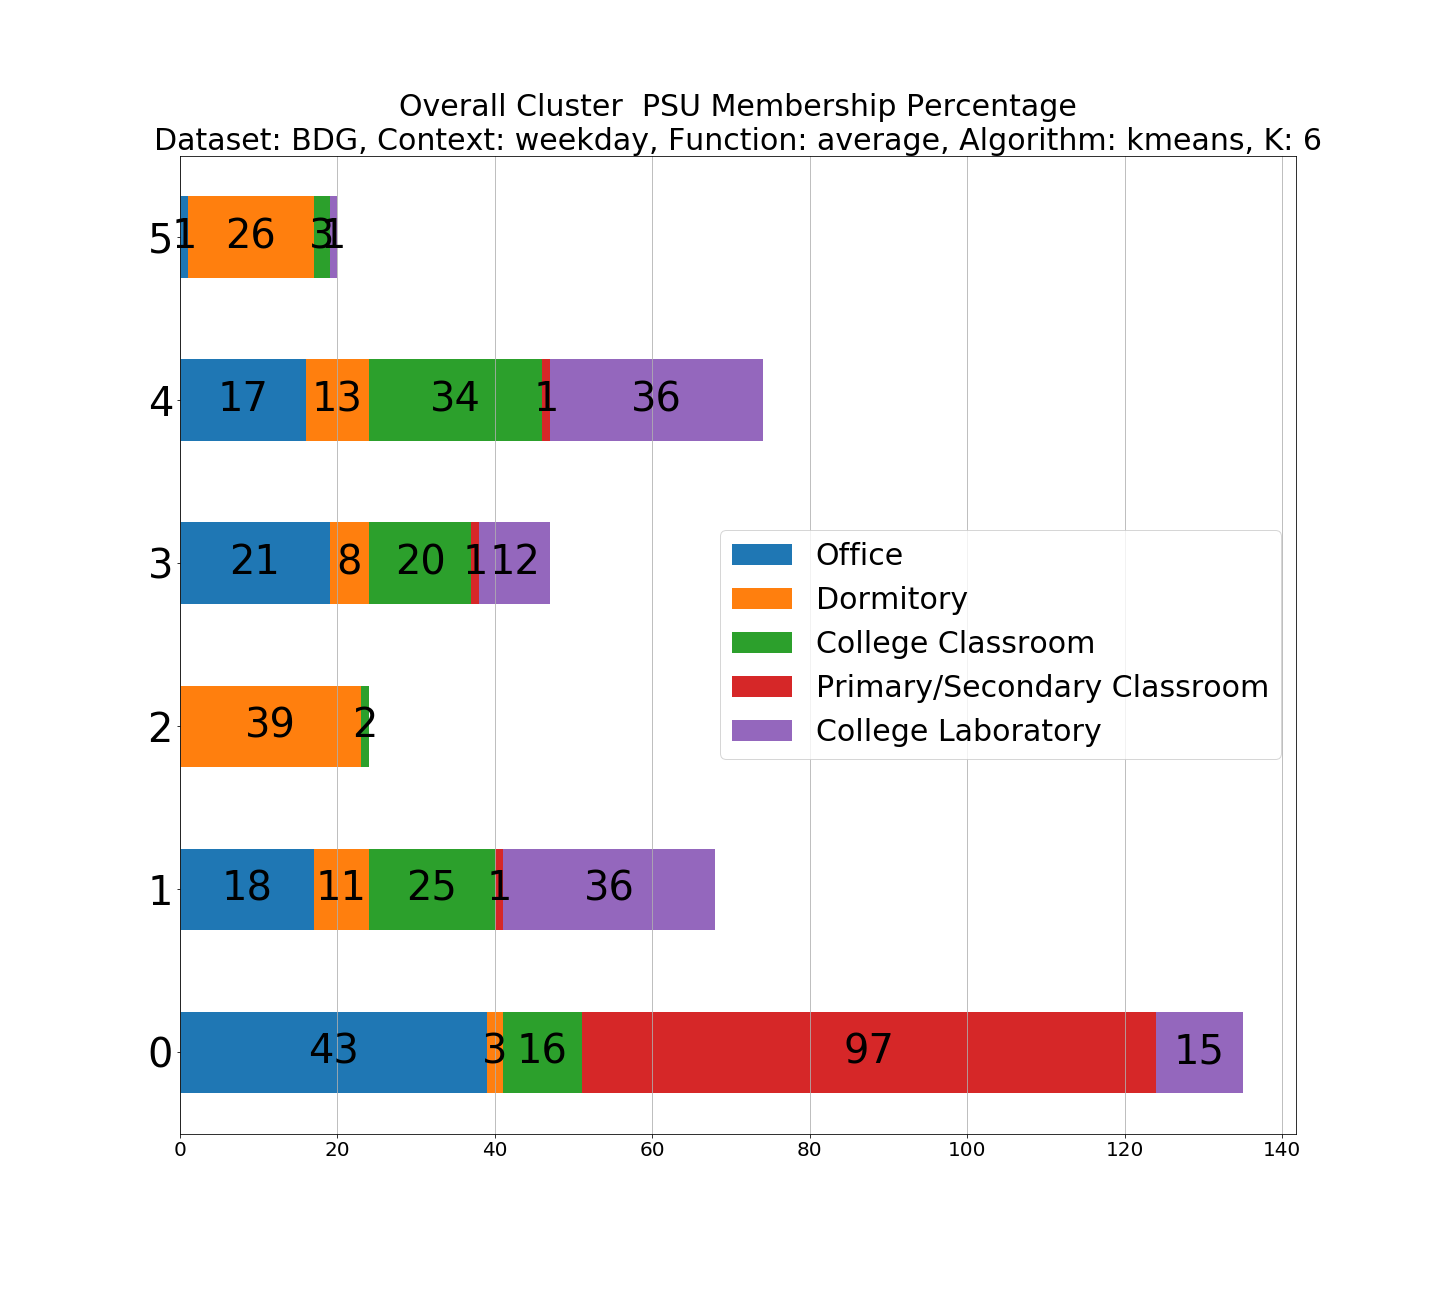 Overall Cluster  PSU Membership Percentage
Dataset: BDG, Context: weekday, Function: average, Algorithm: kmeans, K: 6
5 1 26 3 1
4 17 13 34 1 36
3 21 8 20 1 12
Office
Dormitory
College Classroom
Primary/Secondary Classroom
College Laboratory
2 39 2
1 18 11 25 1 36
0 43 3 16 97 15
0 20 40 60 80 100 120 140